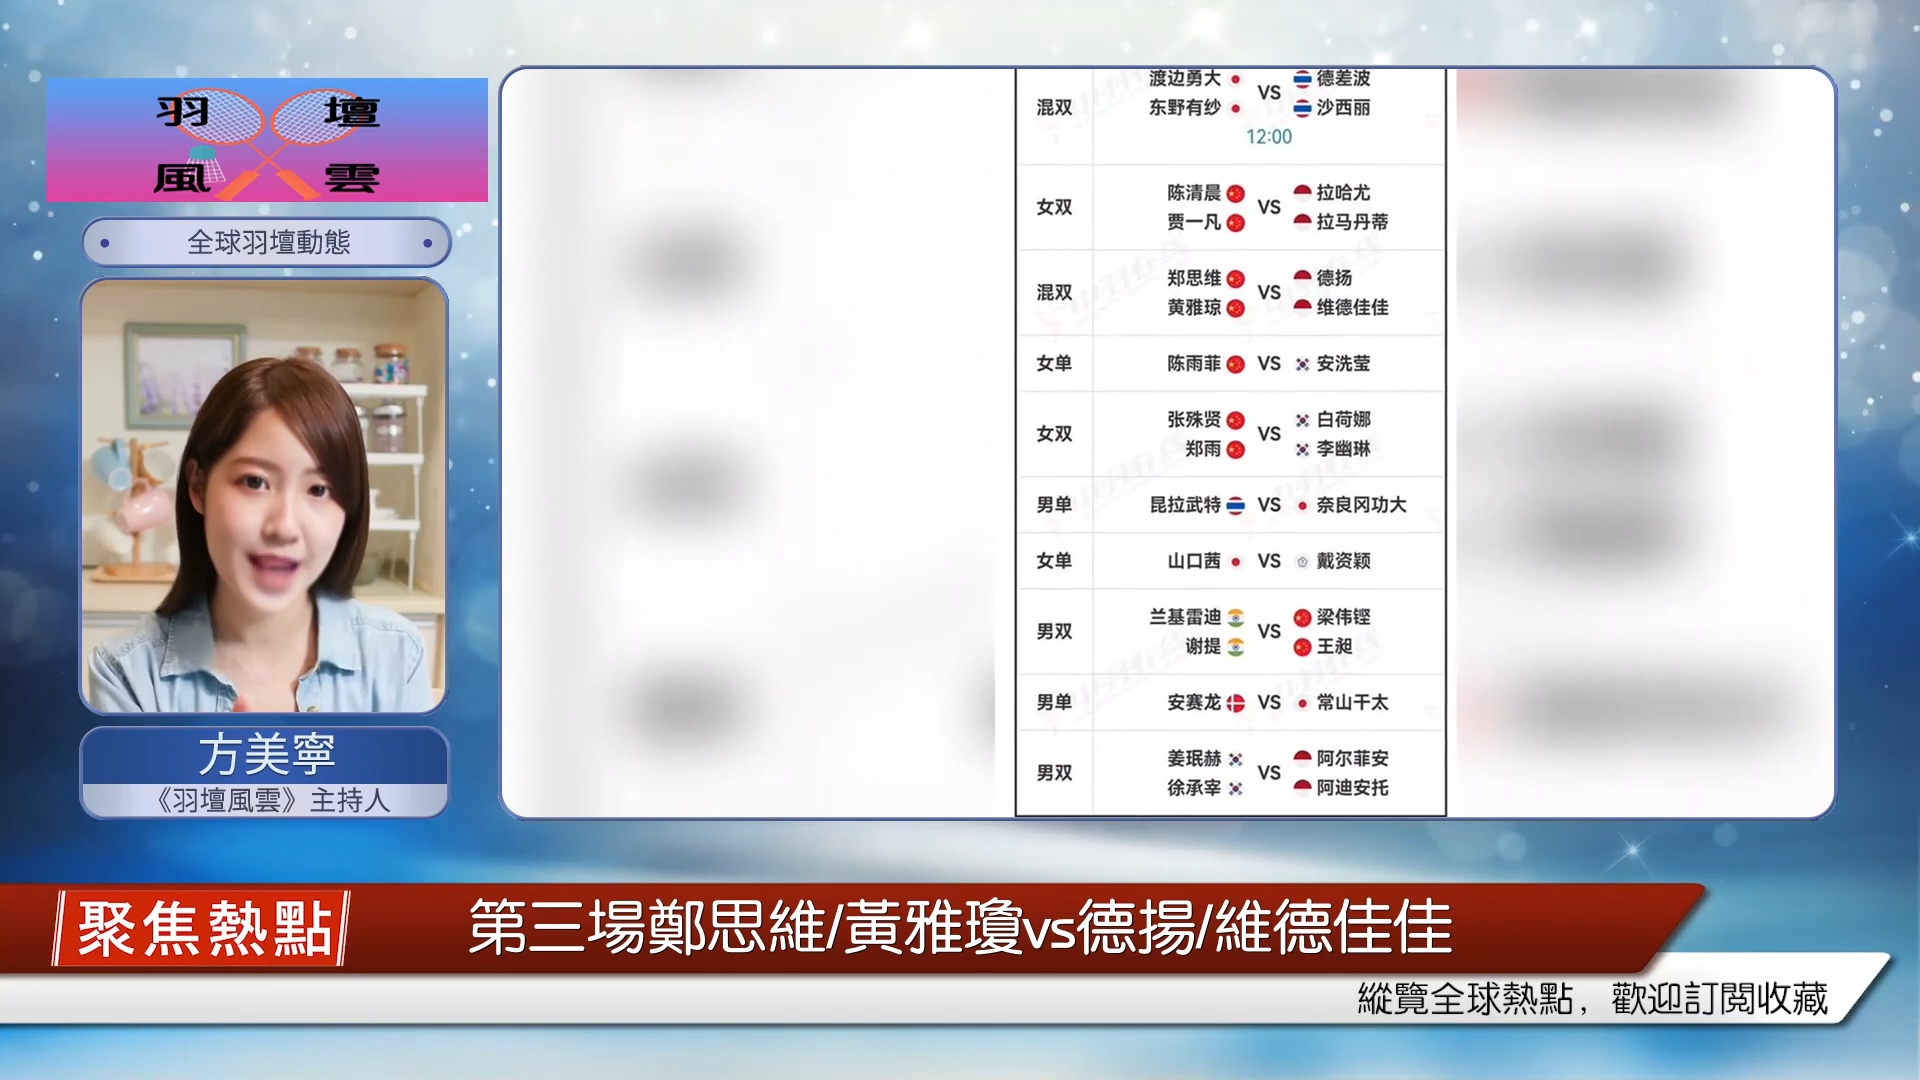 羽壇
風雲
全球羽壇動態
方美寧
《羽壇風雲》主持人
混双
渡边勇大 VS 德差波
东野有纱 沙西丽
12:00
女双
陈清晨 VS 拉哈尤
贾一凡 拉马丹蒂
混双
郑思维 VS 德扬
黄雅琼 维德佳佳
女单 陈雨菲 VS 安洗莹
女双
张殊贤 VS 白荷娜
郑雨 李幽琳
男单 昆拉武特 VS 奈良冈功大
女单 山口茜 VS 戴资颖
男双
兰基雷迪 VS 梁伟铿
谢提 王昶
男单 安赛龙 VS 常山干太
男双
姜珉赫 VS 阿尔菲安
徐承宰 阿迪安托
聚焦熱點
第三場鄭思維/黃雅瓊vs德揚/維德佳佳
縱覽全球熱點，歡迎訂閱收藏